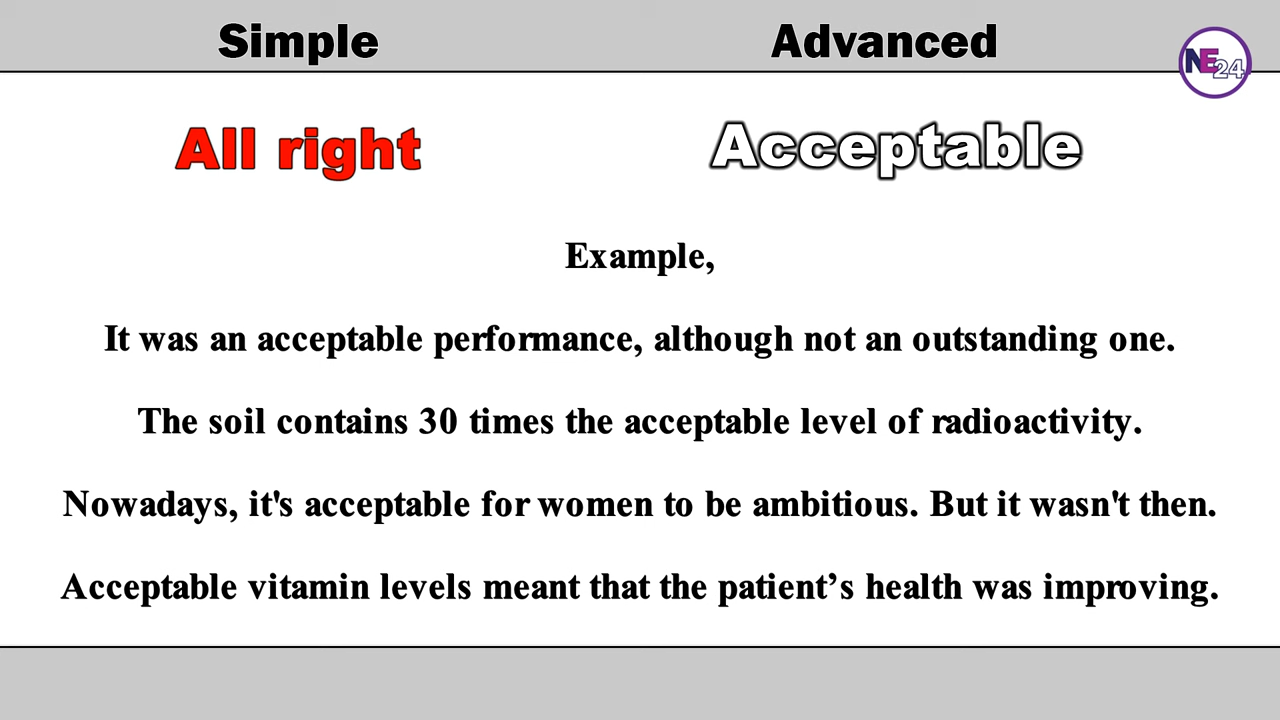 Simple Advanced
NE24
All right Acceptable
Example,
It was an acceptable performance, although not an outstanding one.
The soil contains 30 times the acceptable level of radioactivity.
Nowadays, it's acceptable for women to be ambitious. But it wasn't then.
Acceptable vitamin levels meant that the patient’s health was improving.